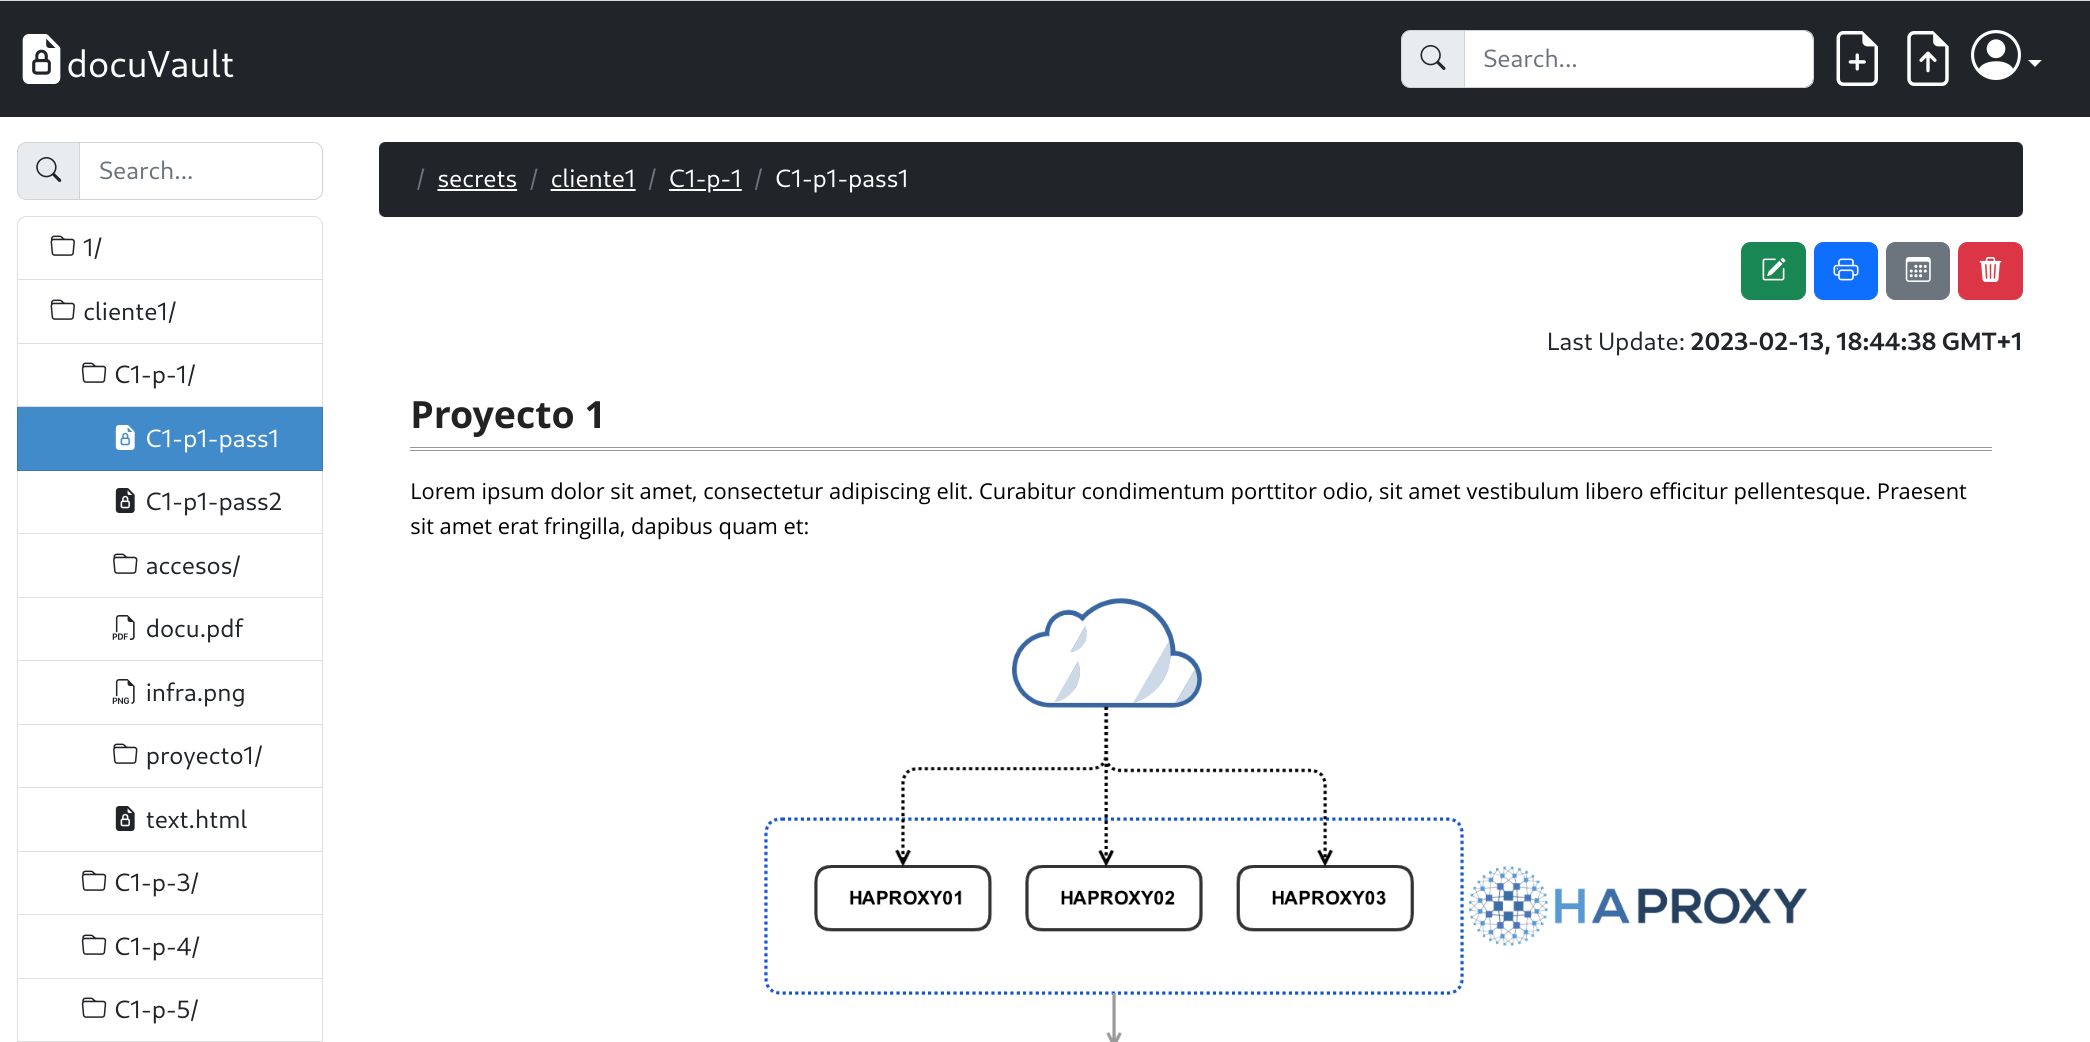 docuVault
Search...
Search...
/ secrets / cliente1 / C1-p-1 / C1-p1-pass1
1/
cliente1/
C1-p-1/
C1-p1-pass1
C1-p1-pass2
accesos/
PDF docu.pdf
PNG infra.png
proyecto1/
text.html
C1-p-3/
C1-p-4/
C1-p-5/
Last Update: 2023-02-13, 18:44:38 GMT+1
Proyecto 1
Lorem ipsum dolor sit amet, consectetur adipiscing elit. Curabitur condimentum porttitor odio, sit amet vestibulum libero efficitur pellentesque. Praesent
sit amet erat fringilla, dapibus quam et:
HAPROXY01 HAPROXY02 HAPROXY03
HAPROXY